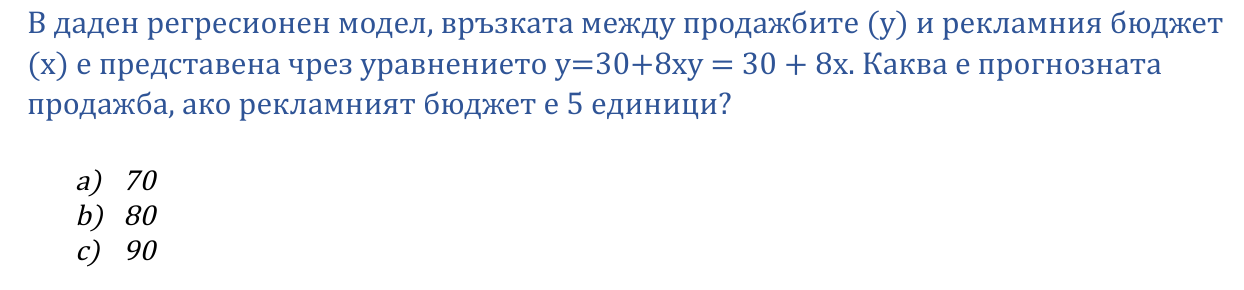 В даден регресионен модел, връзката между продажбите (y) и рекламния бюджет
(x) е представена чрез уравнението y=30+8xy = 30 + 8x. Каква е прогнозната
продажба, ако рекламният бюджет е 5 единици?
a) 70
b) 80
c) 90